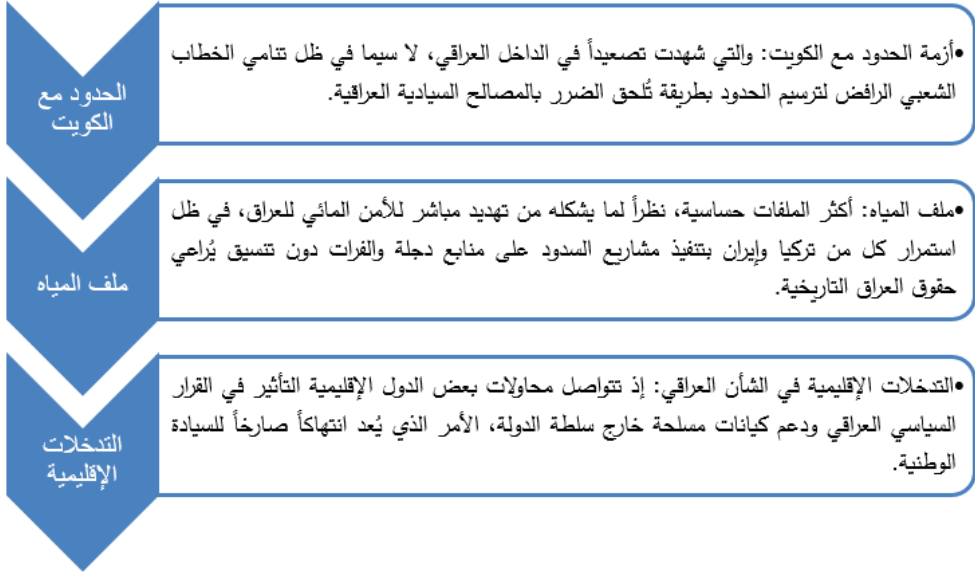 الحدود مع
الكويت
•أزمة الحدود مع الكويت: والتي شهدت تصعيداً في الداخل العراقي، لا سيما في ظل تنامي الخطاب
الشعبي الرافض لترسيم الحدود بطريقة تُلحق الضرر بالمصالح السيادية العراقية.
ملف المياه
•ملف المياه: أكثر الملفات حساسية، نظراً لما يشكله من تهديد مباشر للأمن المائي للعراق، في ظل
استمرار كل من تركيا وإيران بتنفيذ مشاريع السدود على منابع دجلة والفرات دون تنسيق يُراعي
حقوق العراق التاريخية.
التدخلات
الإقليمية
•التدخلات الإقليمية في الشأن العراقي: إذ تتواصل محاولات بعض الدول الإقليمية التأثير في القرار
السياسي العراقي ودعم كيانات مسلحة خارج سلطة الدولة، الأمر الذي يُعد انتهاكاً صارخاً للسيادة
الوطنية.